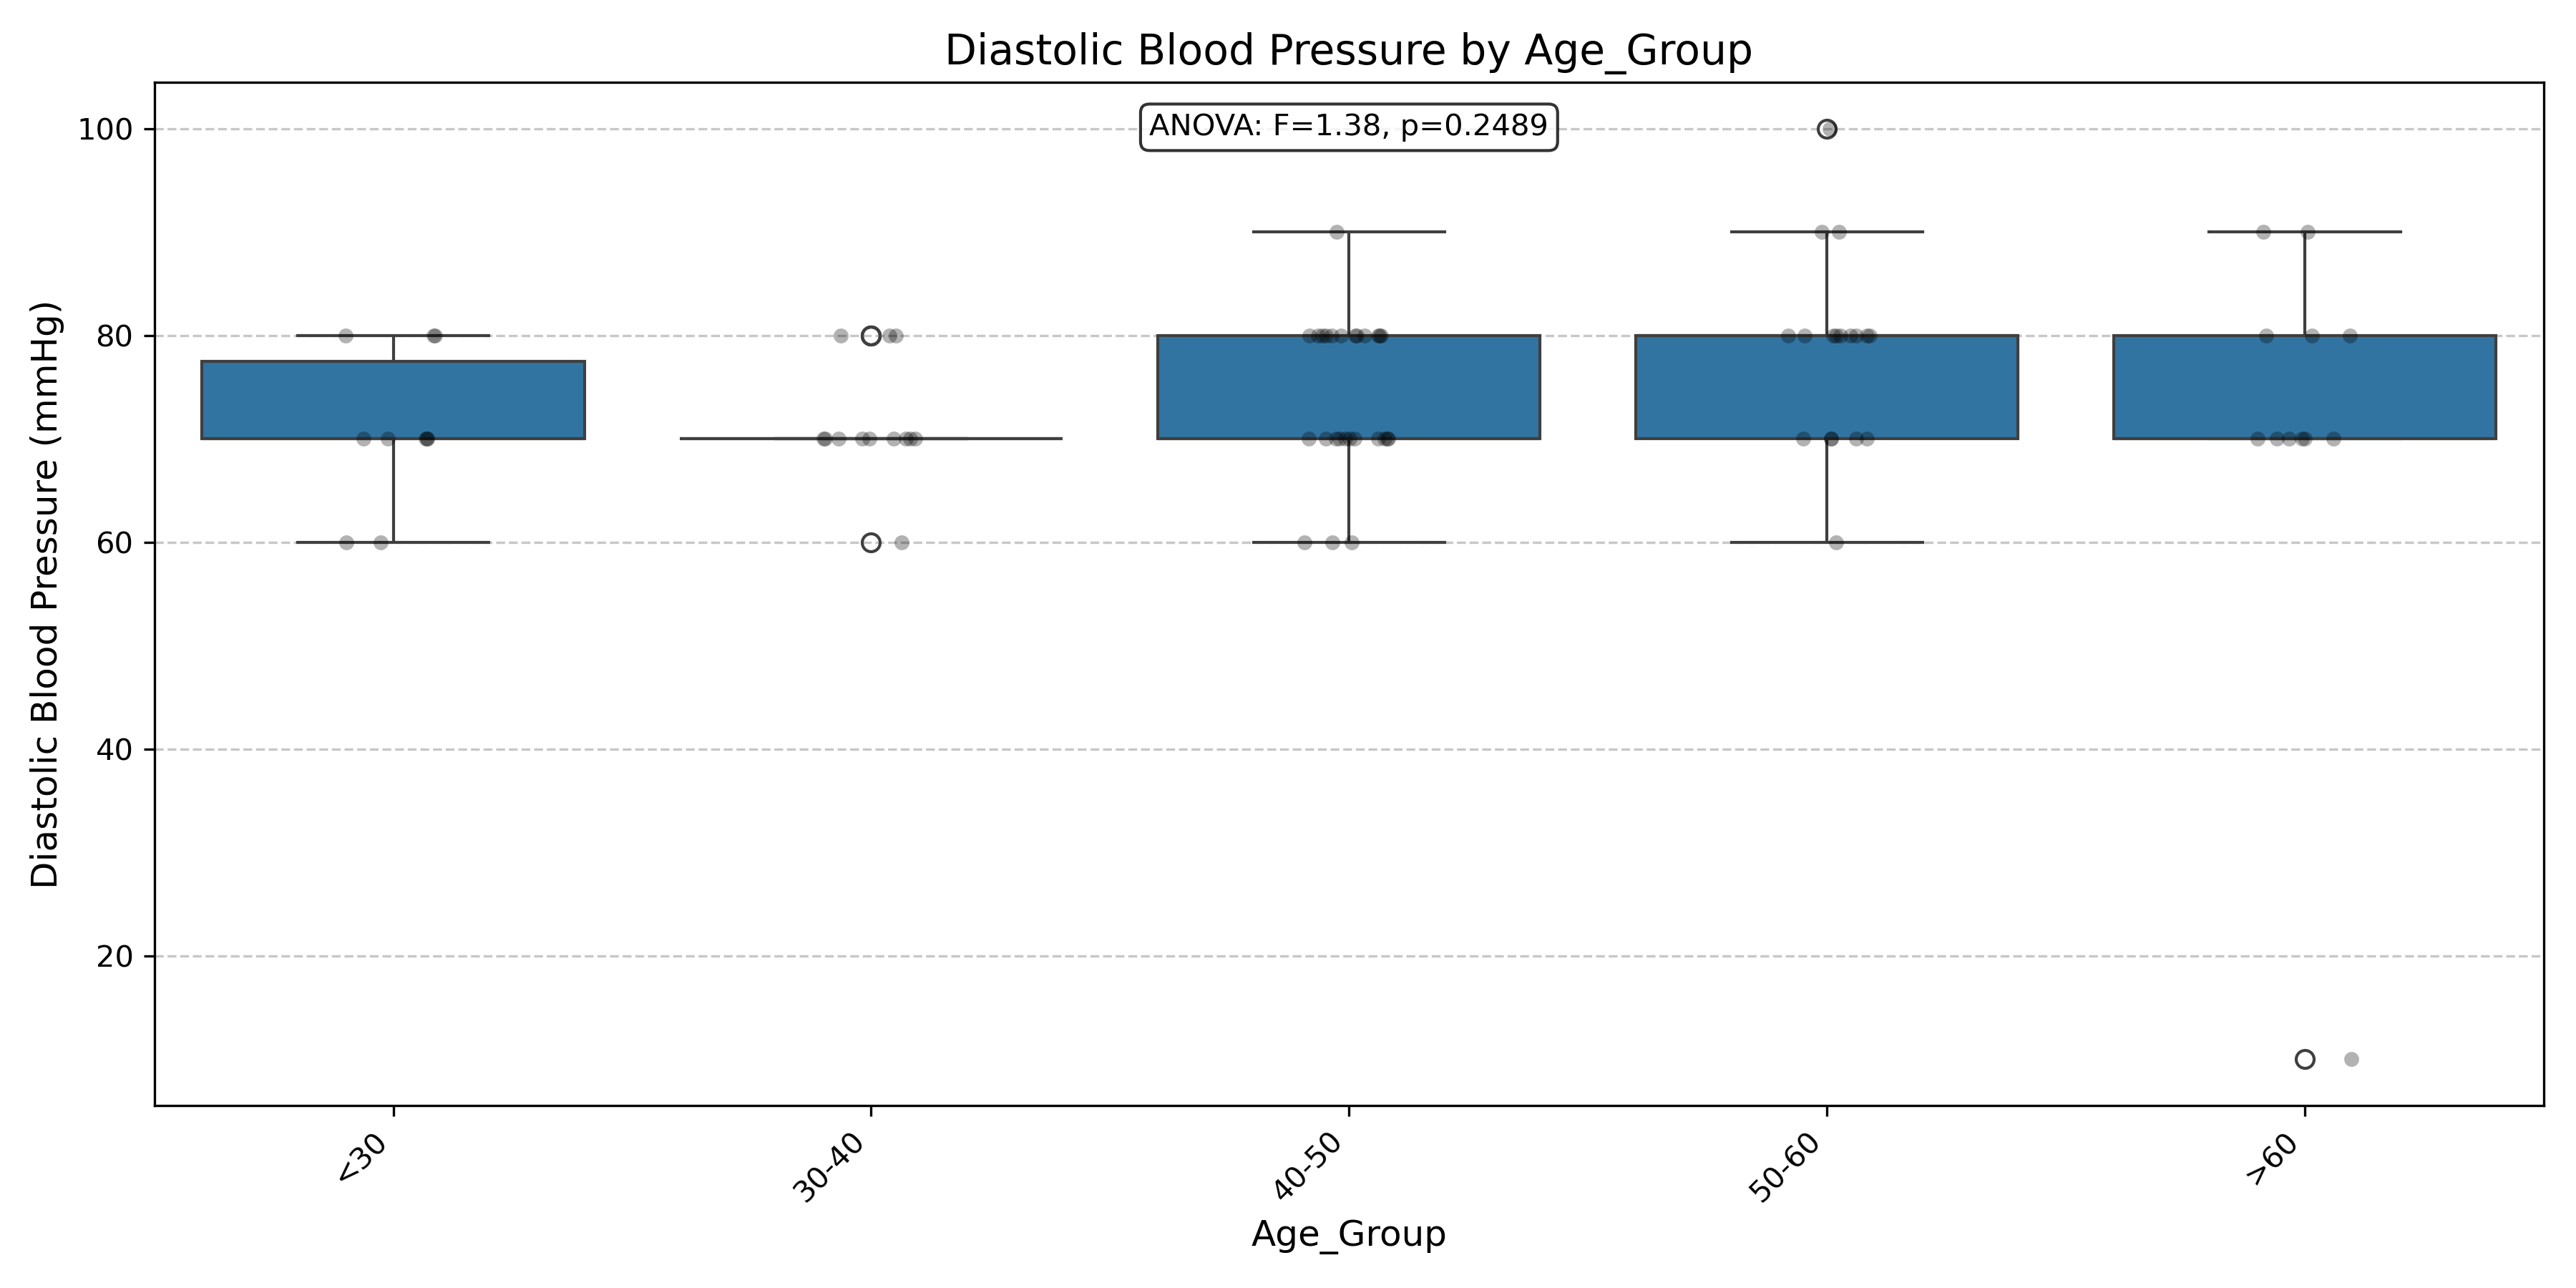 Diastolic Blood Pressure by Age_Group
ANOVA: F=1.38, p=0.2489
Diastolic Blood Pressure (mmHg)
100
80
60
40
20
<30
30-40
40-50
50-60
>60
Age_Group